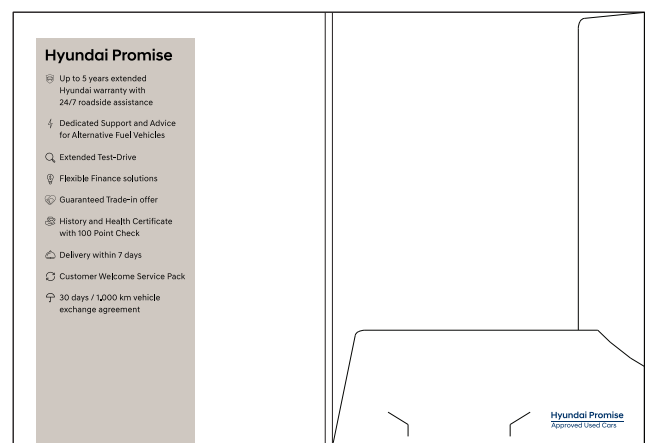 Hyundai Promise
Up to 5 years extended
Hyundai warranty with
24/7 roadside assistance
Dedicated Support and Advice
for Alternative Fuel Vehicles
Extended Test-Drive
Flexible Finance solutions
Guaranteed Trade-in offer
History and Health Certificate
with 100 Point Check
Delivery within 7 days
Customer Welcome Service Pack
30 days / 1,000 km vehicle
exchange agreement
Hyundai Promise
Approved Used Cars